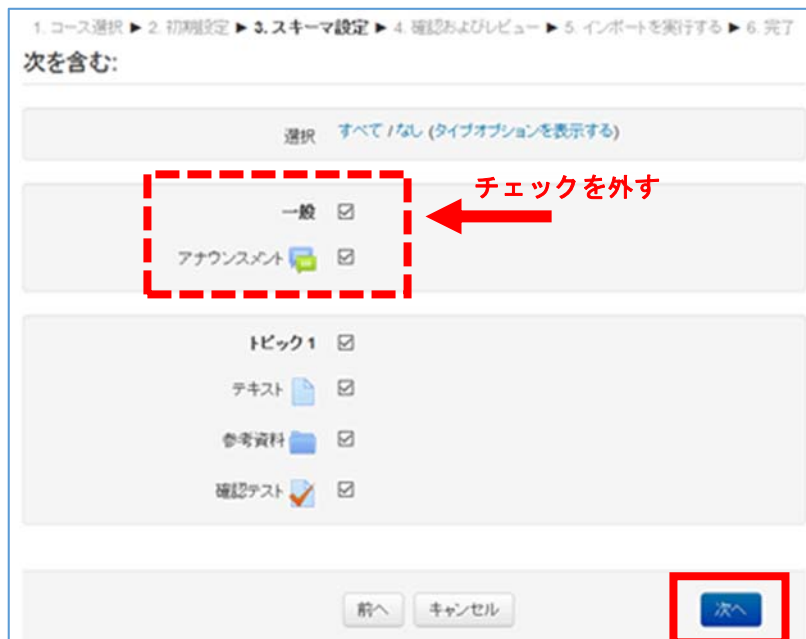 1. コース選択 ▶ 2. 初期設定 ▶ 3. スキーマ設定 ▶ 4. 確認およびレビュー ▶ 5. インポートを実行する ▶ 6. 完了
次を含む:
選択 すべて / なし (タイプオプションを表示する)
チェックを外す
一般
アナウンスメント
トピック 1
テキスト
参考資料
確認テスト
前へ キャンセル 次へ